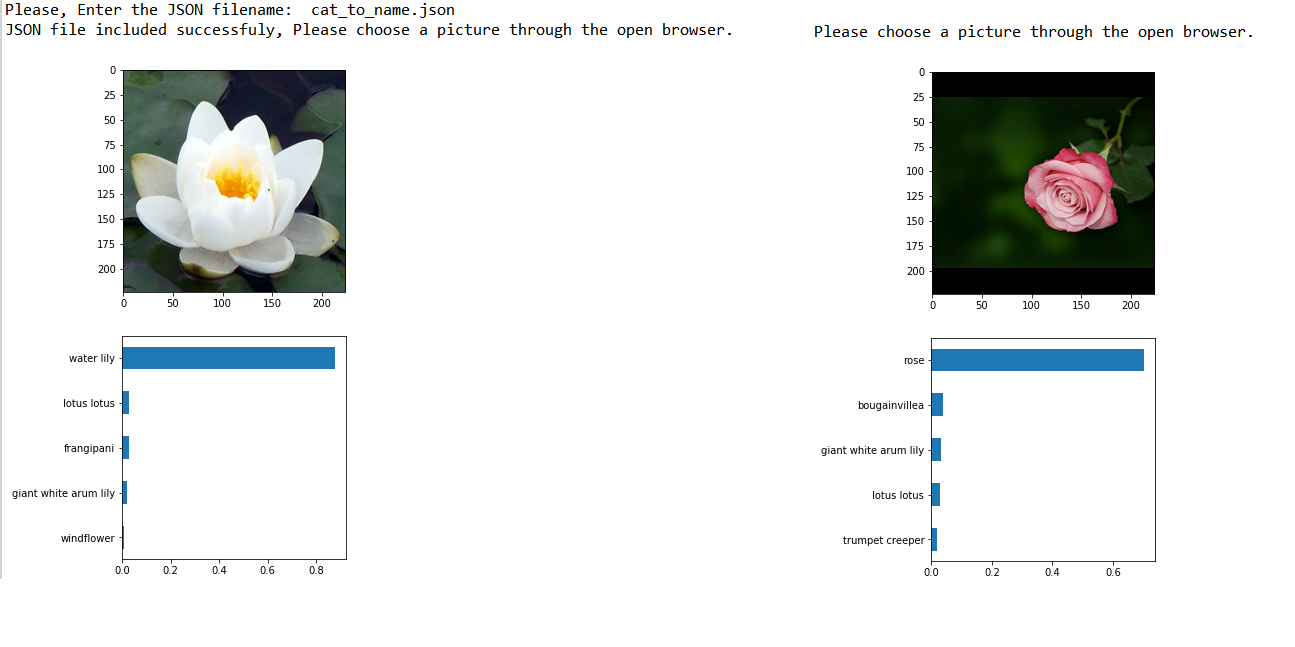 Please, Enter the JSON filename:  cat_to_name.json
JSON file included successfuly, Please choose a picture through the open browser.
0
25
50
75
100
125
150
175
200
0 50 100 150 200
water lily
lotus lotus
frangipani
giant white arum lily
windflower
0.0 0.2 0.4 0.6 0.8
Please choose a picture through the open browser.
0
25
50
75
100
125
150
175
200
0 50 100 150 200
rose
bougainvillea
giant white arum lily
lotus lotus
trumpet creeper
0.0 0.2 0.4 0.6